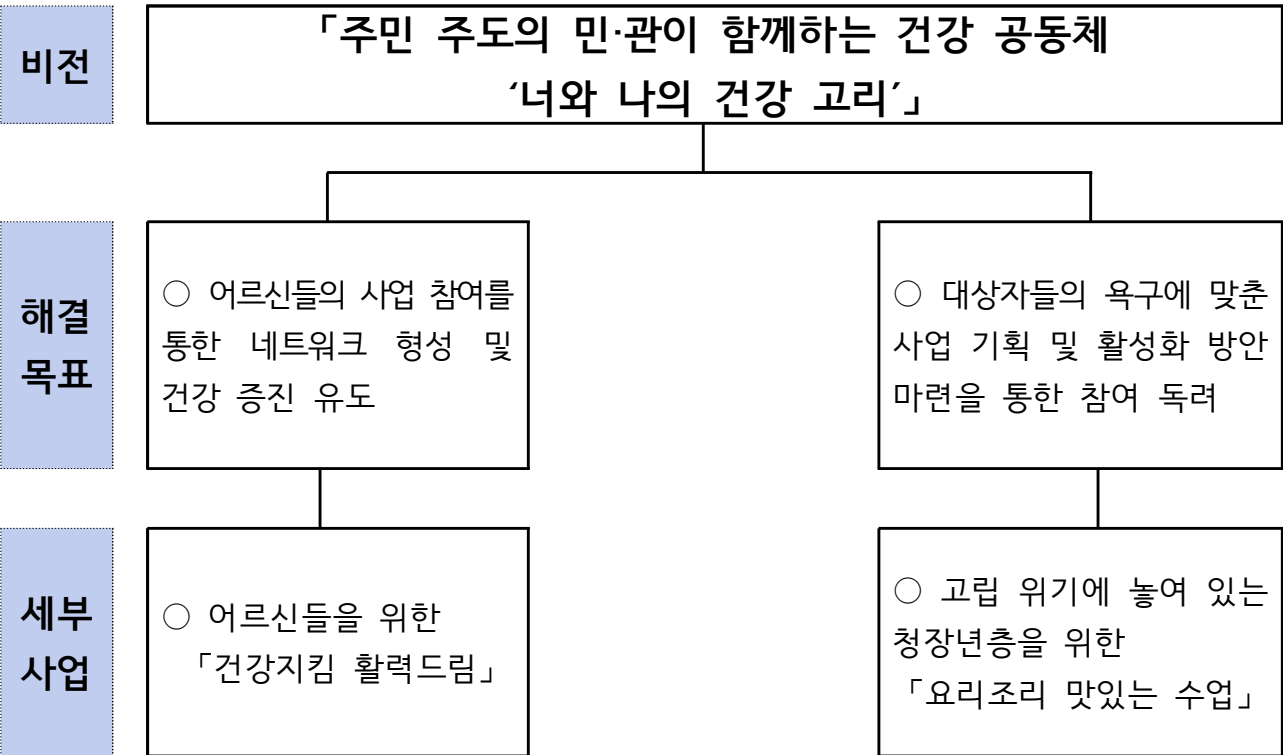 비전
「주민 주도의 민·관이 함께하는 건강 공동체
‘너와 나의 건강 고리’」
해결
목표
○ 어르신들의 사업 참여를
통한 네트워크 형성 및
건강 증진 유도
○ 대상자들의 욕구에 맞춘
사업 기획 및 활성화 방안
마련을 통한 참여 독려
세부
사업
○ 어르신들을 위한
「건강지킴 활력드림」
○ 고립 위기에 놓여 있는
청장년층을 위한
「요리조리 맛있는 수업」